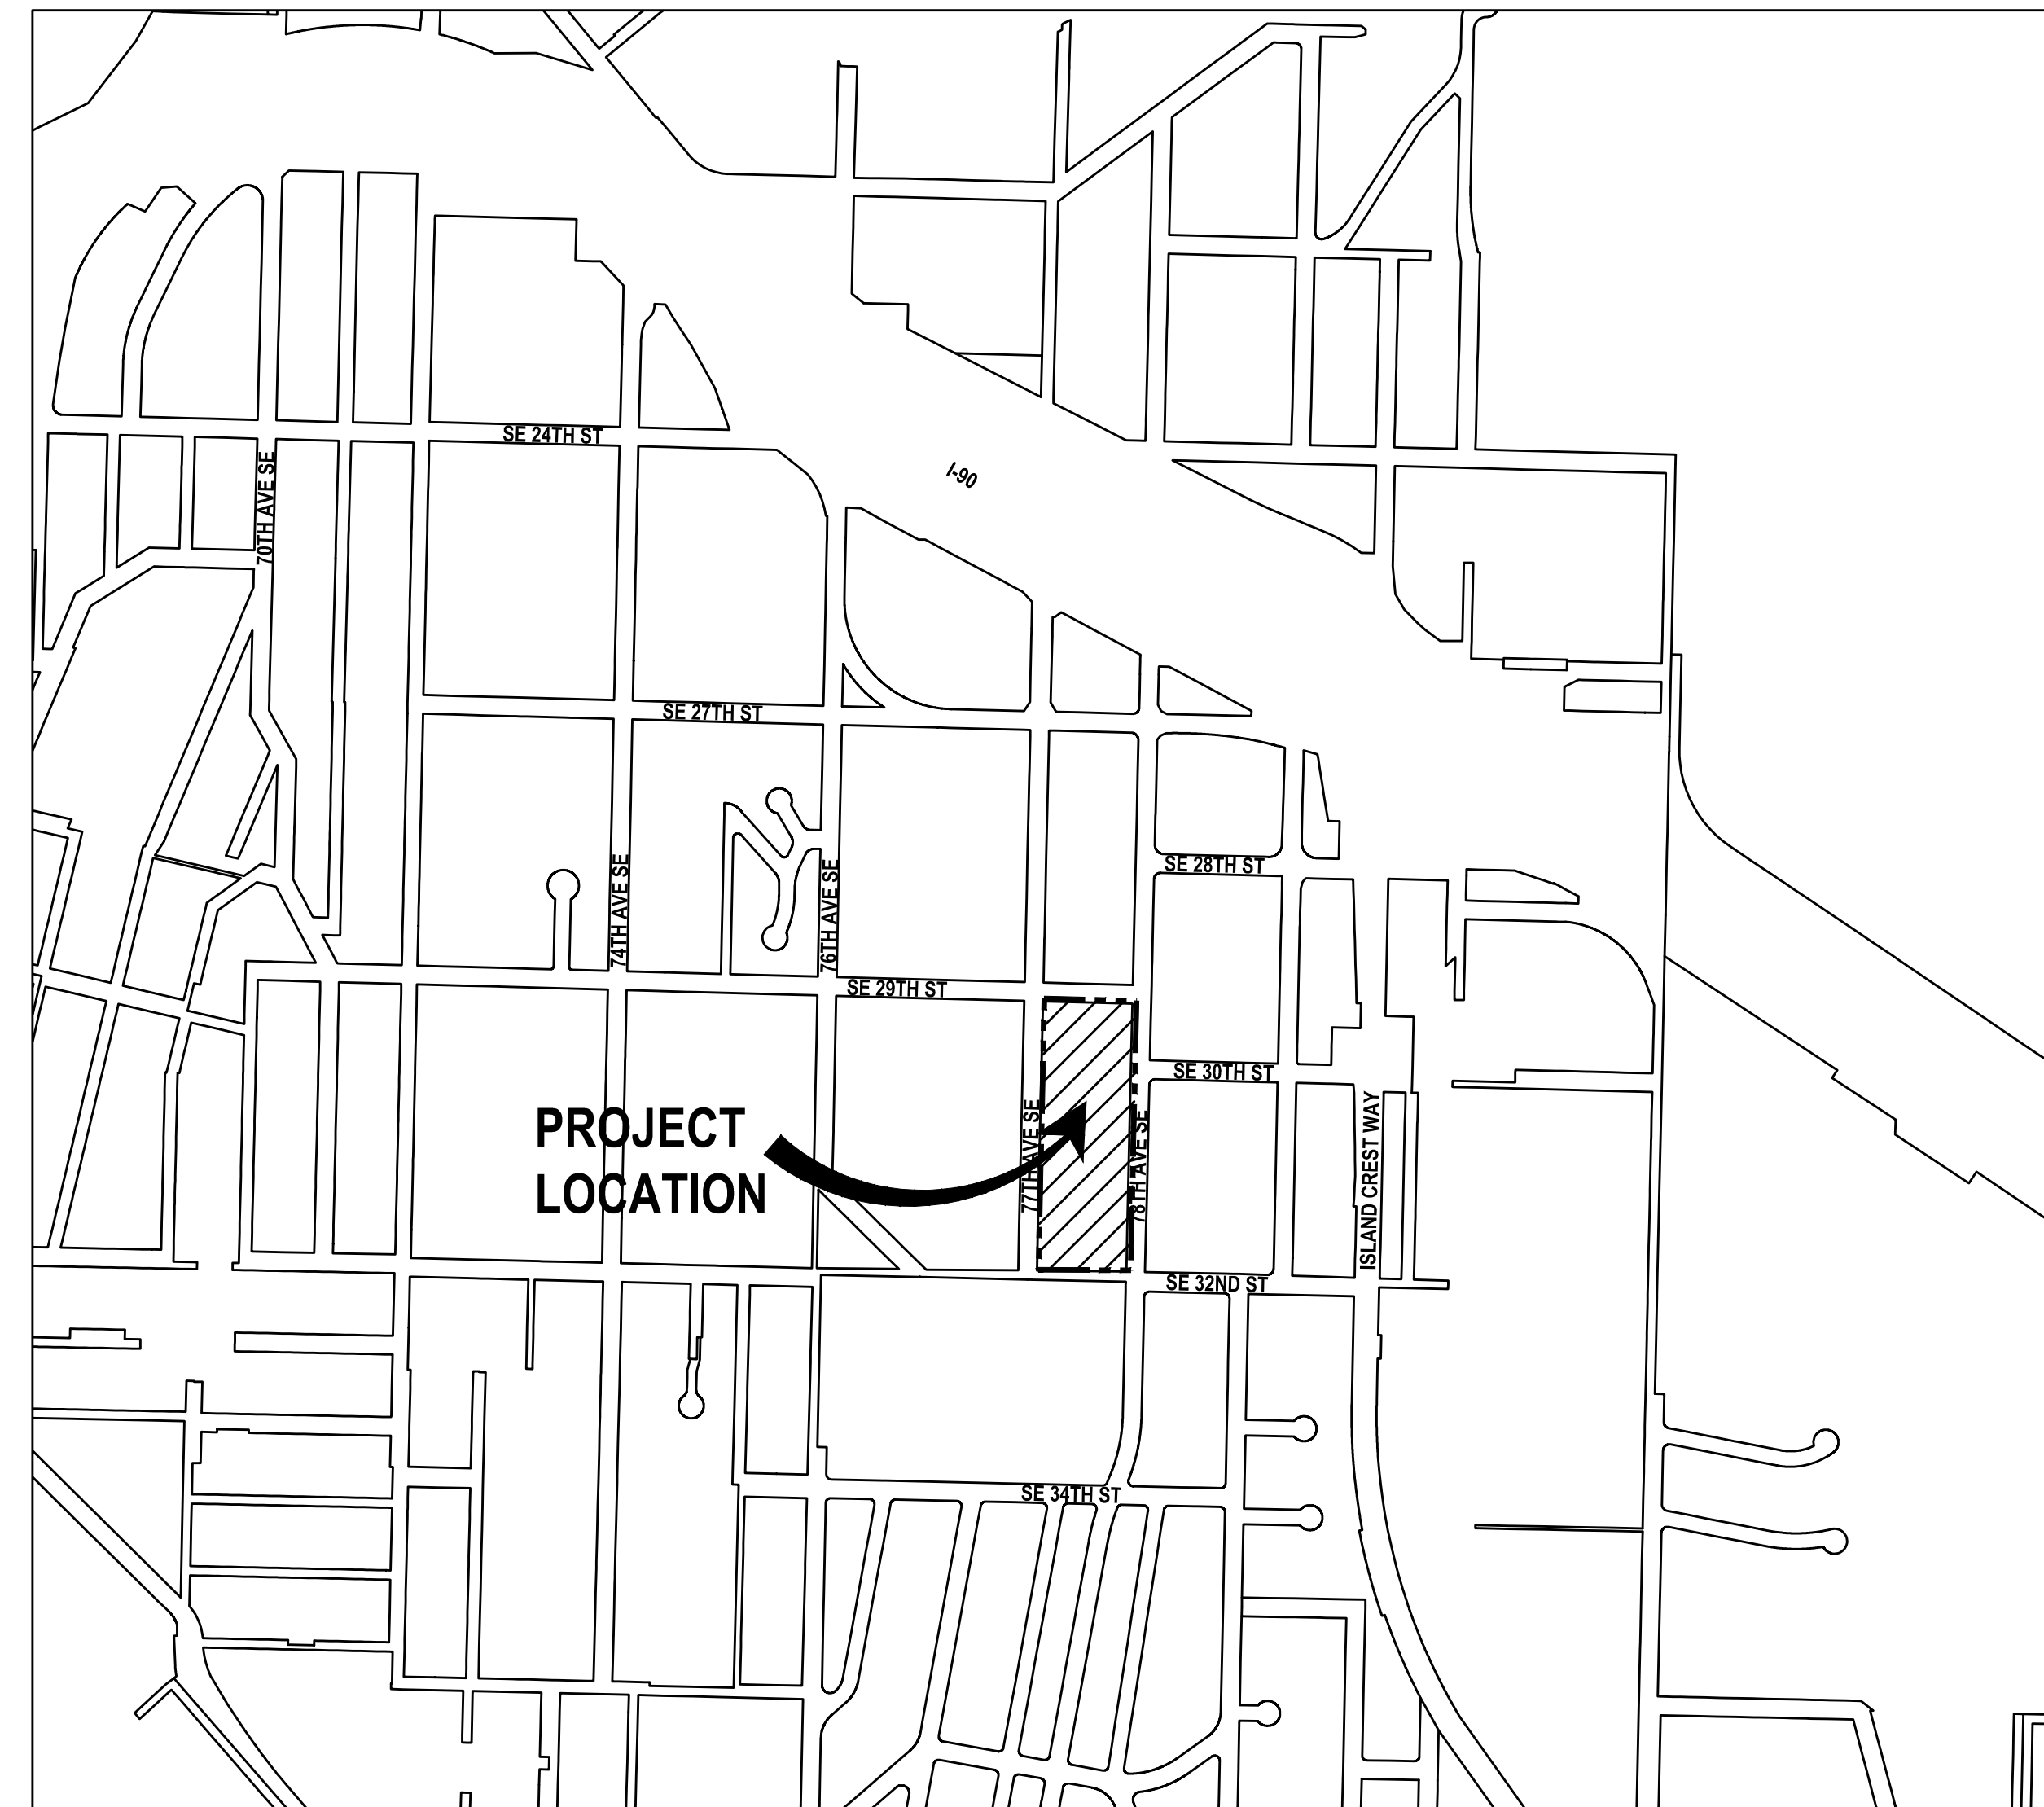 SE 24TH ST
I-90
70TH AVE SE
SE 27TH ST
SE 28TH ST
74TH AVE SE
76TH AVE SE
SE 29TH ST
SE 30TH ST
PROJECT
LOCATION
77TH AVE SE
78TH AVE SE
ISLAND CREST WAY
SE 32ND ST
SE 34TH ST